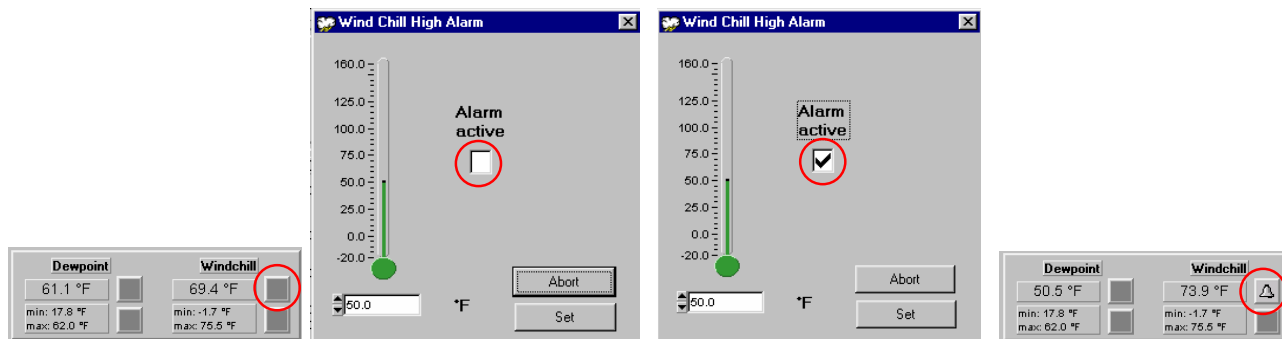 Dewpoint Windchill
61.1 °F 69.4 °F
min: 17.8 °F min: -1.7 °F
max: 62.0 °F max: 75.5 °F
Wind Chill High Alarm
160.0
125.0
100.0
75.0
50.0
25.0
0.0
-20.0
Alarm
active
50.0 °F
Abort
Set
Wind Chill High Alarm
160.0
125.0
100.0
75.0
50.0
25.0
0.0
-20.0
Alarm
active
50.0 °F
Abort
Set
Dewpoint Windchill
50.5 °F 73.9 °F
min: 17.8 °F min: -1.7 °F
max: 62.0 °F max: 75.5 °F